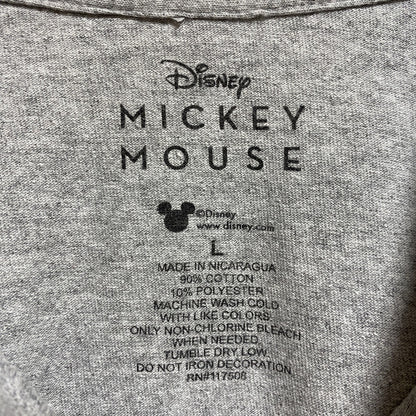 Disney
MICKEY
MOUSE
©Disney
www.disney.com
L
MADE IN NICARAGUA
90% COTTON
10% POLYESTER
MACHINE WASH COLD
WITH LIKE COLORS.
ONLY NON-CHLORINE BLEACH
WHEN NEEDED.
TUMBLE DRY LOW.
DO NOT IRON DECORATION
RN#117506